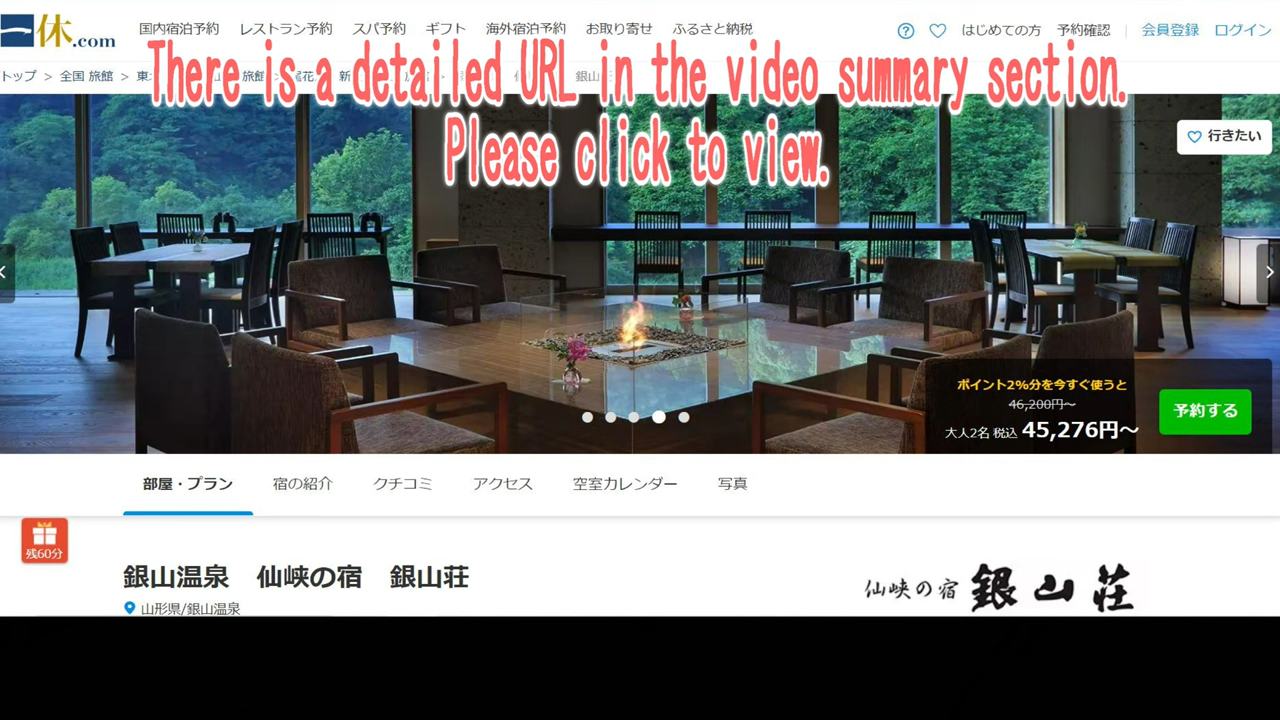 一休.com
国内宿泊予約 レストラン予約 スパ予約 ギフト 海外宿泊予約 お取り寄せ ふるさと納税
はじめての方 予約確認 会員登録 ログイン
トップ > 全国 旅館 >
There is a detailed URL in the video summary section.
Please click to view.
行きたい
ポイント2%分を今すぐ使うと
46,200円～
大人2名 税込 45,276円～
予約する
部屋・プラン 宿の紹介 クチコミ アクセス 空室カレンダー 写真
残60分
銀山温泉 仙峡の宿 銀山荘
仙峡の宿 銀山荘
山形県/銀山温泉